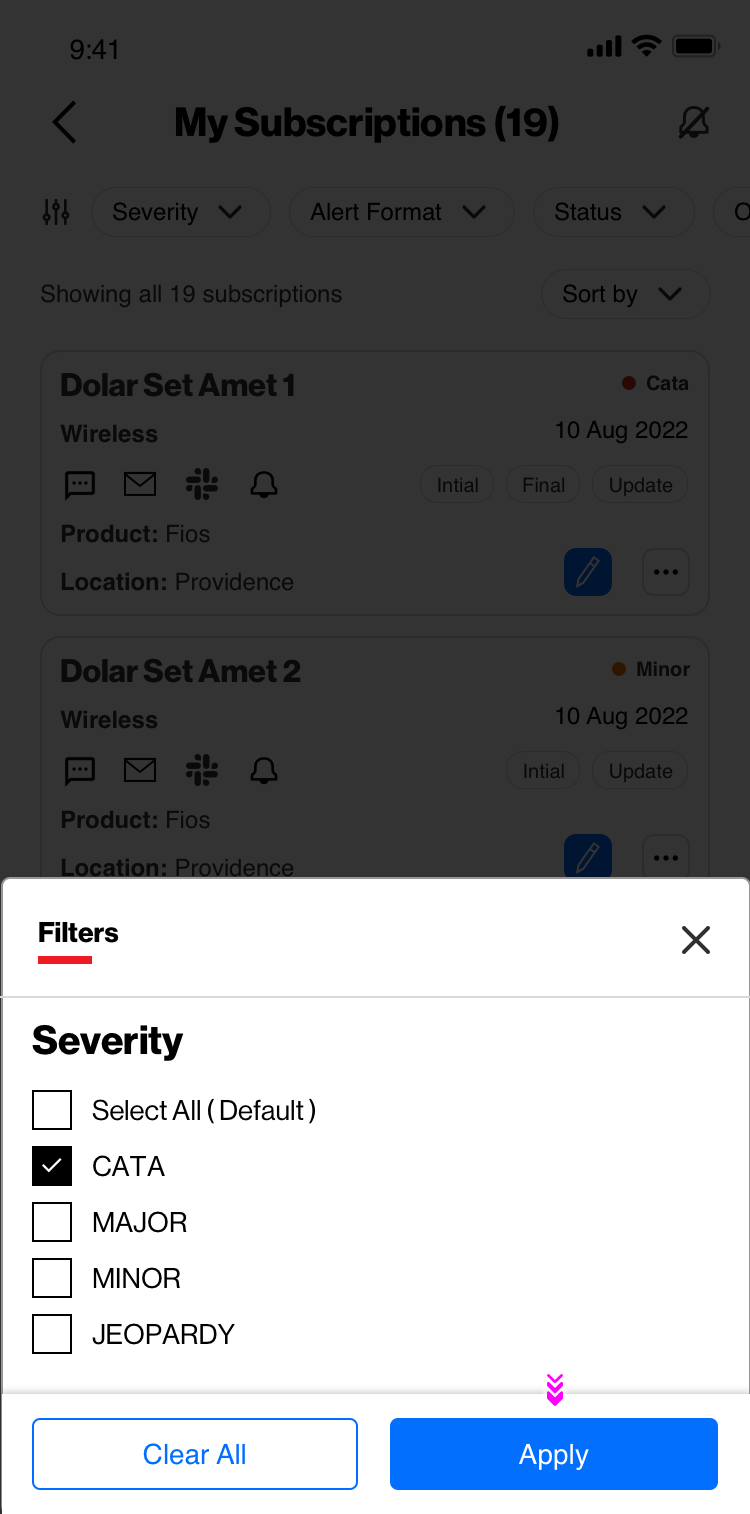 9:41
My Subscriptions (19)
Severity Alert Format Status
Showing all 19 subscriptions Sort by
Dolar Set Amet 1 Cata
Wireless 10 Aug 2022
Intial Final Update
Product: Fios
Location: Providence
Dolar Set Amet 2 Minor
Wireless 10 Aug 2022
Intial Update
Product: Fios
Location: Providence
Filters
Severity
Select All ( Default )
CATA
MAJOR
MINOR
JEOPARDY
Clear All Apply